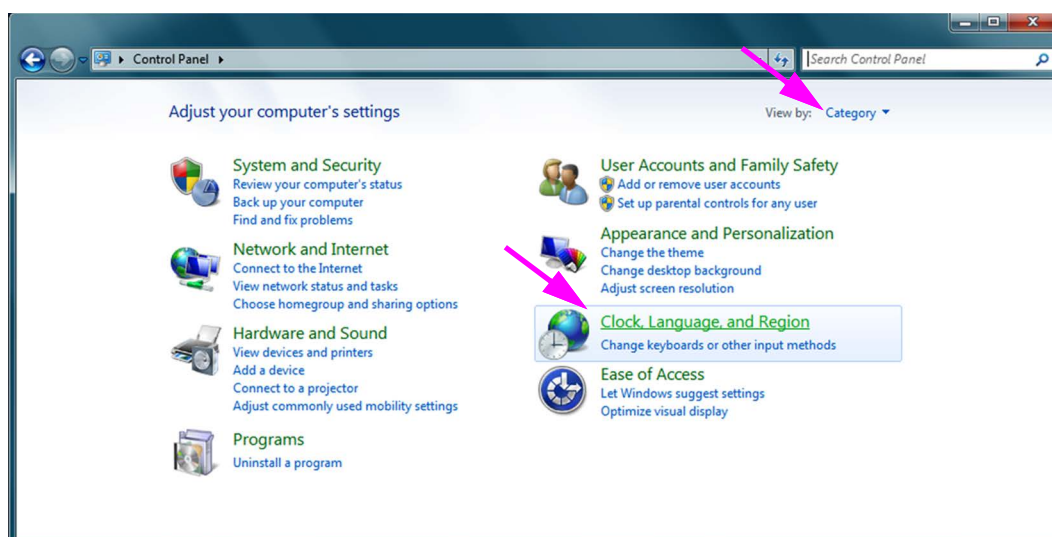 Control Panel
Search Control Panel
Adjust your computer's settings
View by: Category
System and Security
Review your computer's status
Back up your computer
Find and fix problems
Network and Internet
Connect to the Internet
View network status and tasks
Choose homegroup and sharing options
Hardware and Sound
View devices and printers
Add a device
Connect to a projector
Adjust commonly used mobility settings
Programs
Uninstall a program
User Accounts and Family Safety
Add or remove user accounts
Set up parental controls for any user
Appearance and Personalization
Change the theme
Change desktop background
Adjust screen resolution
Clock, Language, and Region
Change keyboards or other input methods
Ease of Access
Let Windows suggest settings
Optimize visual display